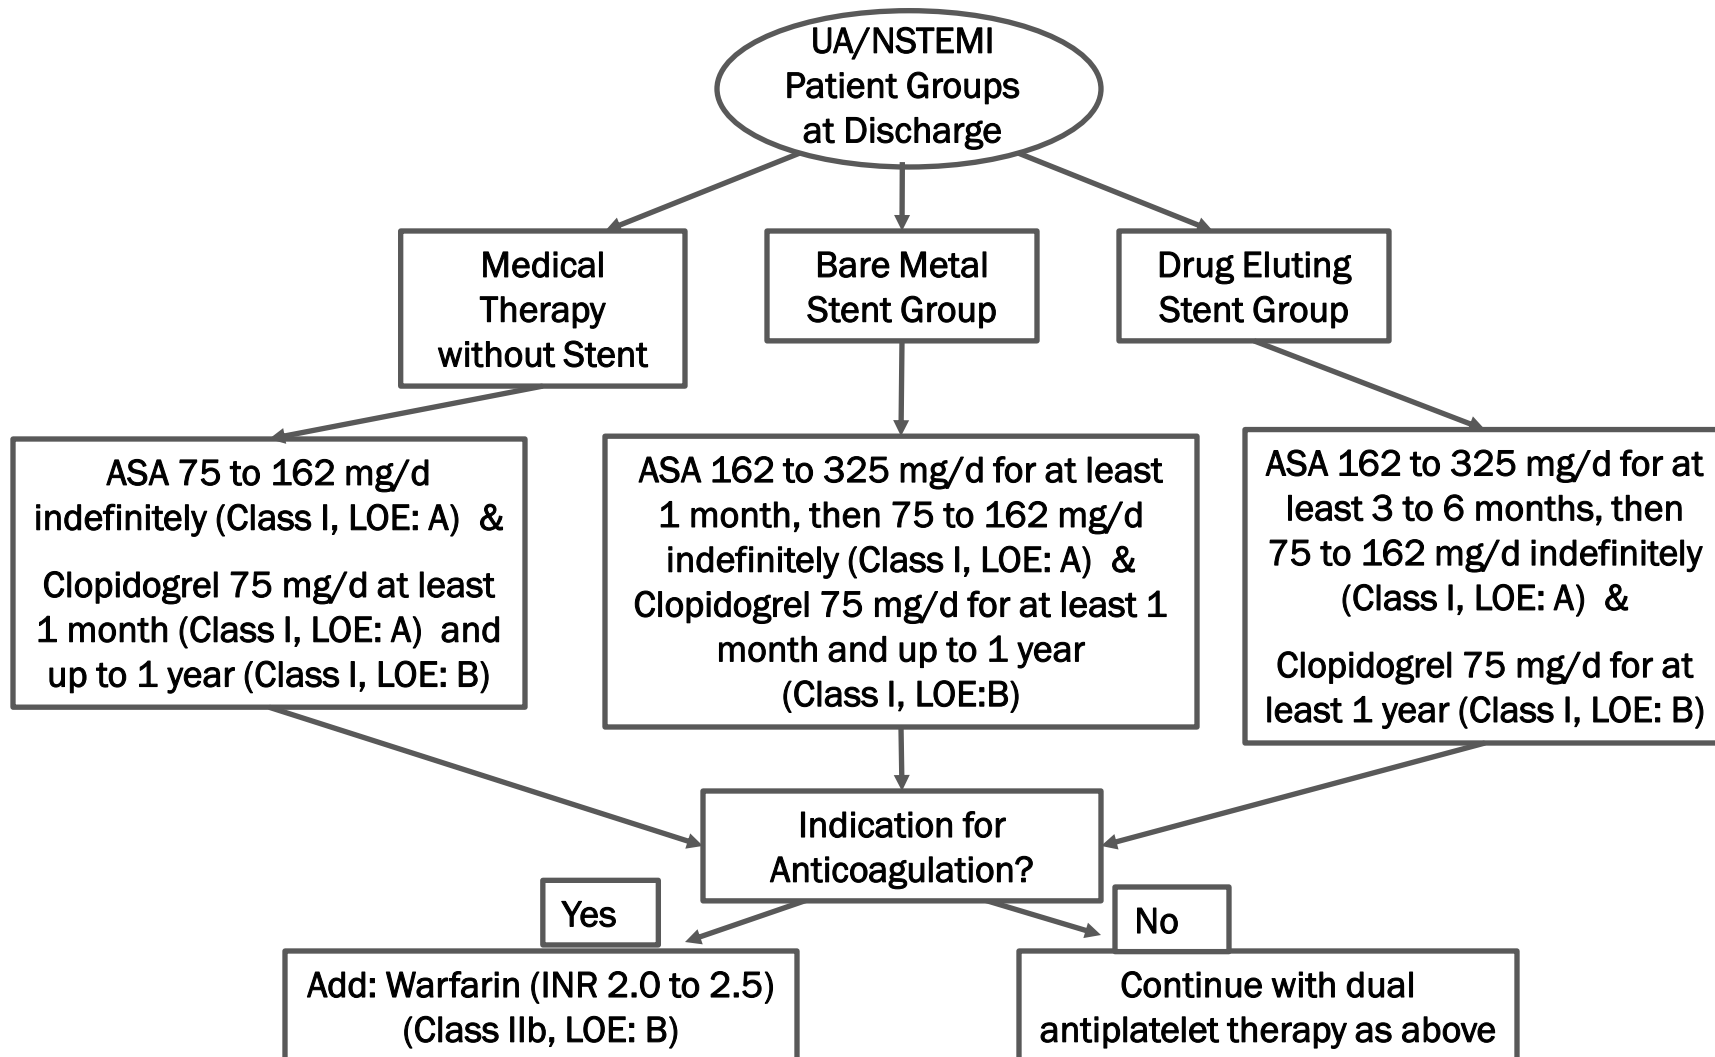 UA/NSTEMI
Patient Groups
at Discharge
Medical
Therapy
without Stent
Bare Metal
Stent Group
Drug Eluting
Stent Group
ASA 75 to 162 mg/d
indefinitely (Class I, LOE: A) &
Clopidogrel 75 mg/d at least
1 month (Class I, LOE: A) and
up to 1 year (Class I, LOE: B)
ASA 162 to 325 mg/d for at least
1 month, then 75 to 162 mg/d
indefinitely (Class I, LOE: A) &
Clopidogrel 75 mg/d for at least 1
month and up to 1 year
(Class I, LOE:B)
ASA 162 to 325 mg/d for at
least 3 to 6 months, then
75 to 162 mg/d indefinitely
(Class I, LOE: A) &
Clopidogrel 75 mg/d for at
least 1 year (Class I, LOE: B)
Indication for
Anticoagulation?
Yes
No
Add: Warfarin (INR 2.0 to 2.5)
(Class IIb, LOE: B)
Continue with dual
antiplatelet therapy as above